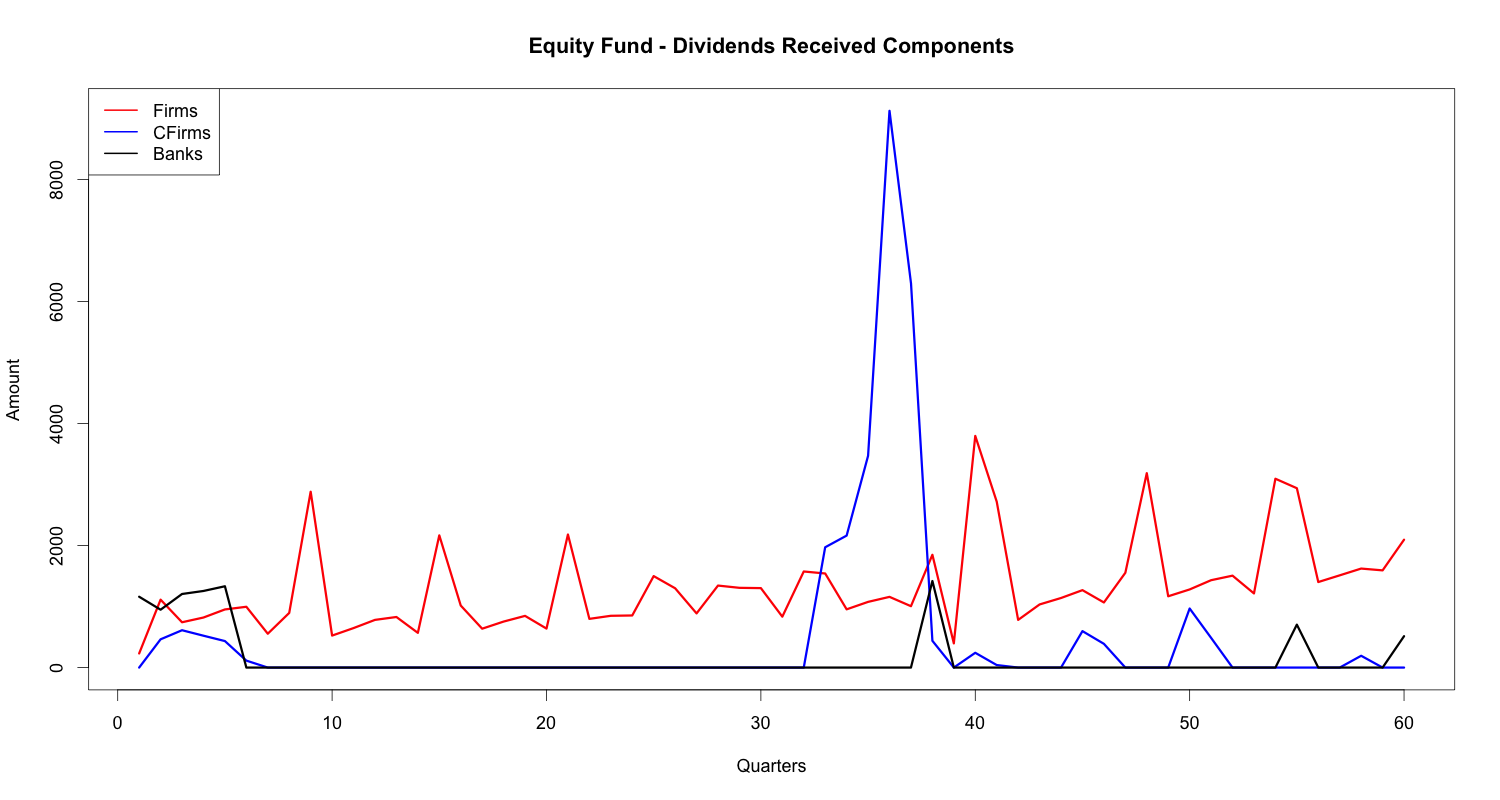 Equity Fund - Dividends Received Components
Firms
CFirms
Banks
Amount
8000
6000
4000
2000
0
0 10 20 30 40 50 60
Quarters